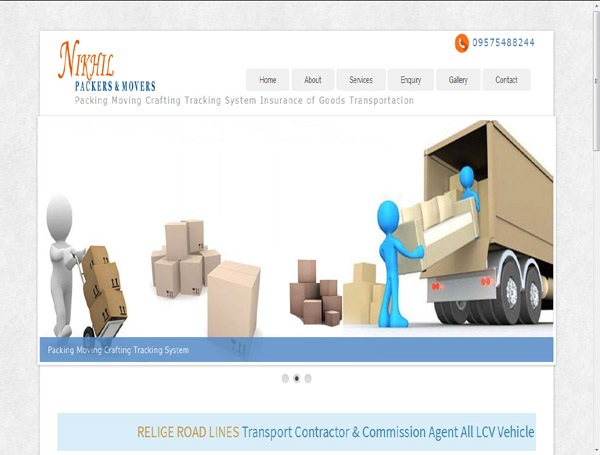 09575488244
NIKHIL
PACKERS & MOVERS
Home About Services Enquiry Gallery Contact
Packing Moving Crafting Tracking System Insurance of Goods Transportation
Packing Moving Crafting Tracking System
RELIGE ROAD LINES Transport Contractor & Commission Agent All LCV Vehicle